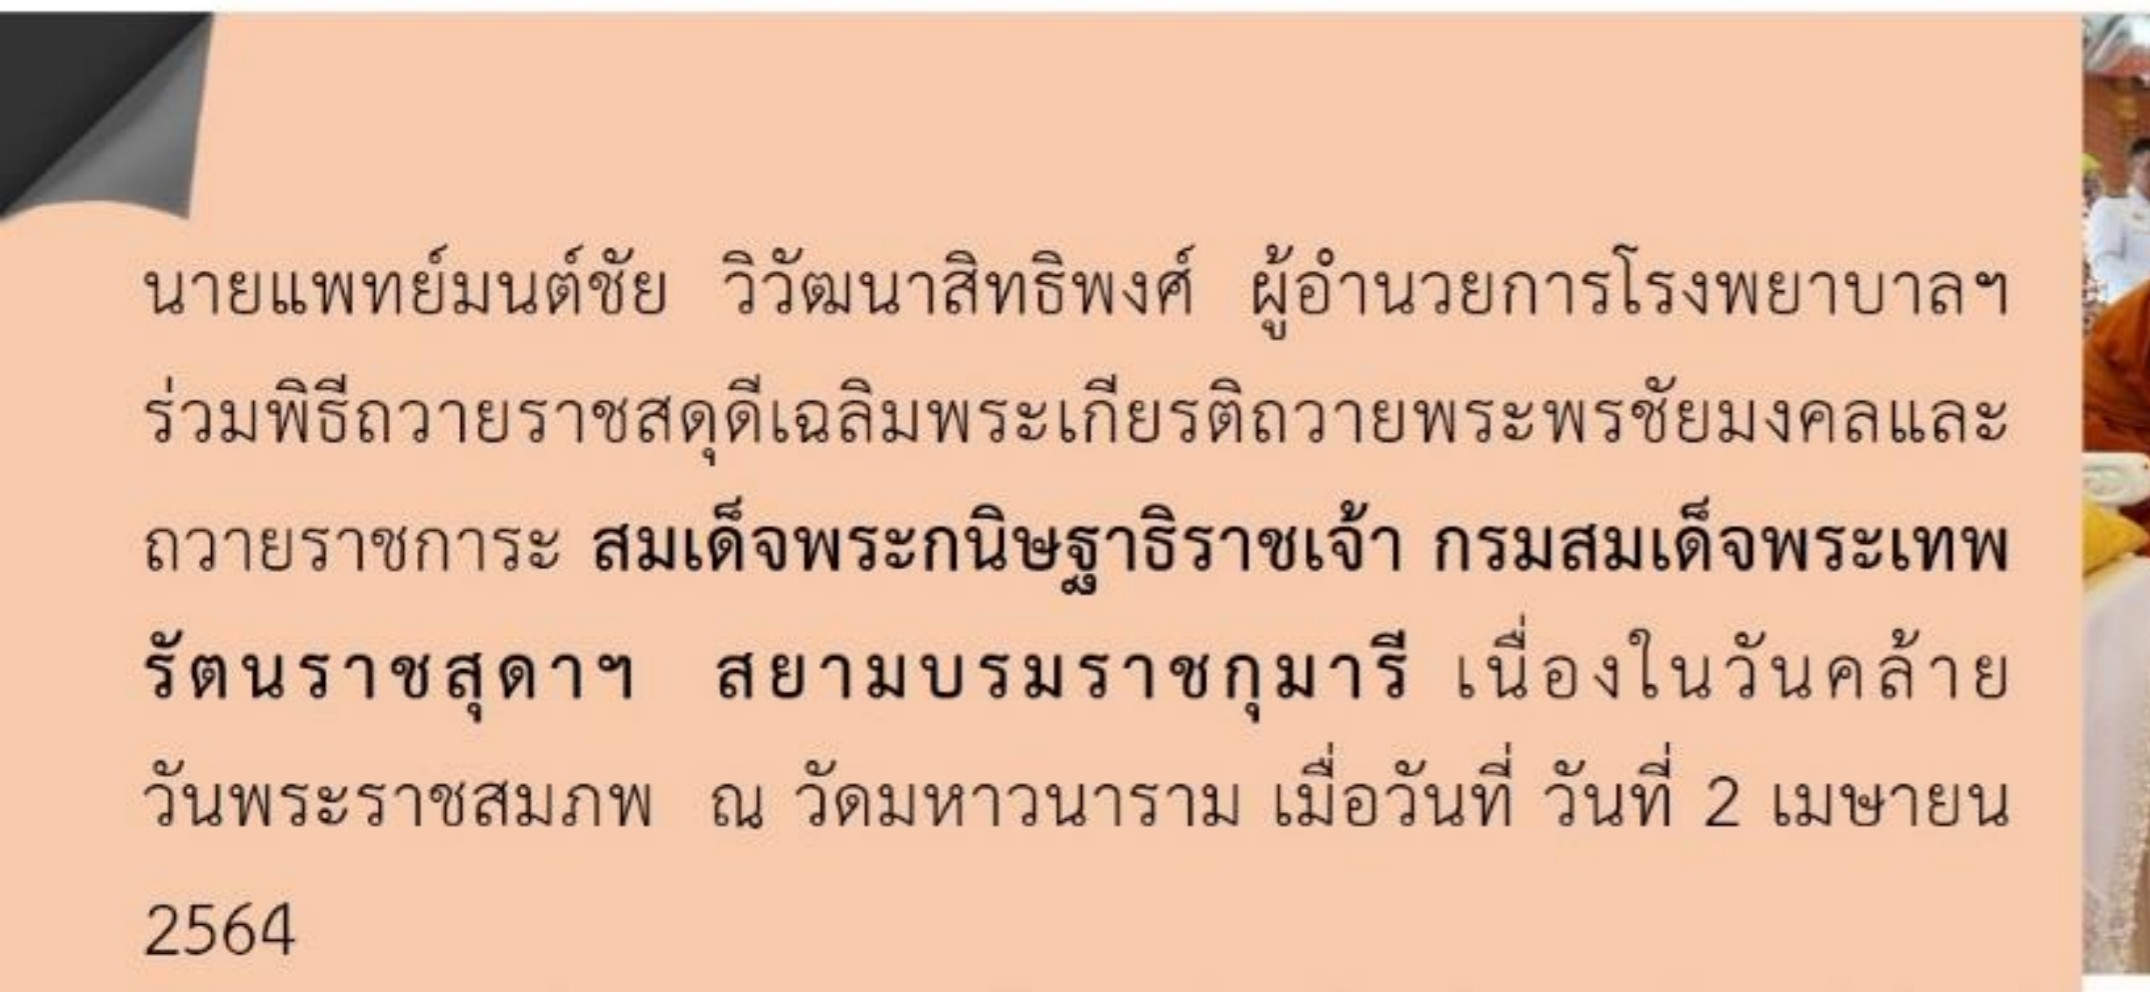 นายแพทย์มนต์ชัย วิวัฒนาสิทธิพงศ์ ผู้อำนวยการโรงพยาบาลฯ
ร่วมพิธีถวายราชสดุดีเฉลิมพระเกียรติถวายพระพรชัยมงคลและ
ถวายราชการะ สมเด็จพระกนิษฐาธิราชเจ้า กรมสมเด็จพระเทพ
รัตนราชสุดาฯ สยามบรมราชกุมารี เนื่องในวันคล้าย
วันพระราชสมภพ ณ วัดมหาวนาราม เมื่อวันที่ วันที่ 2 เมษายน
2564